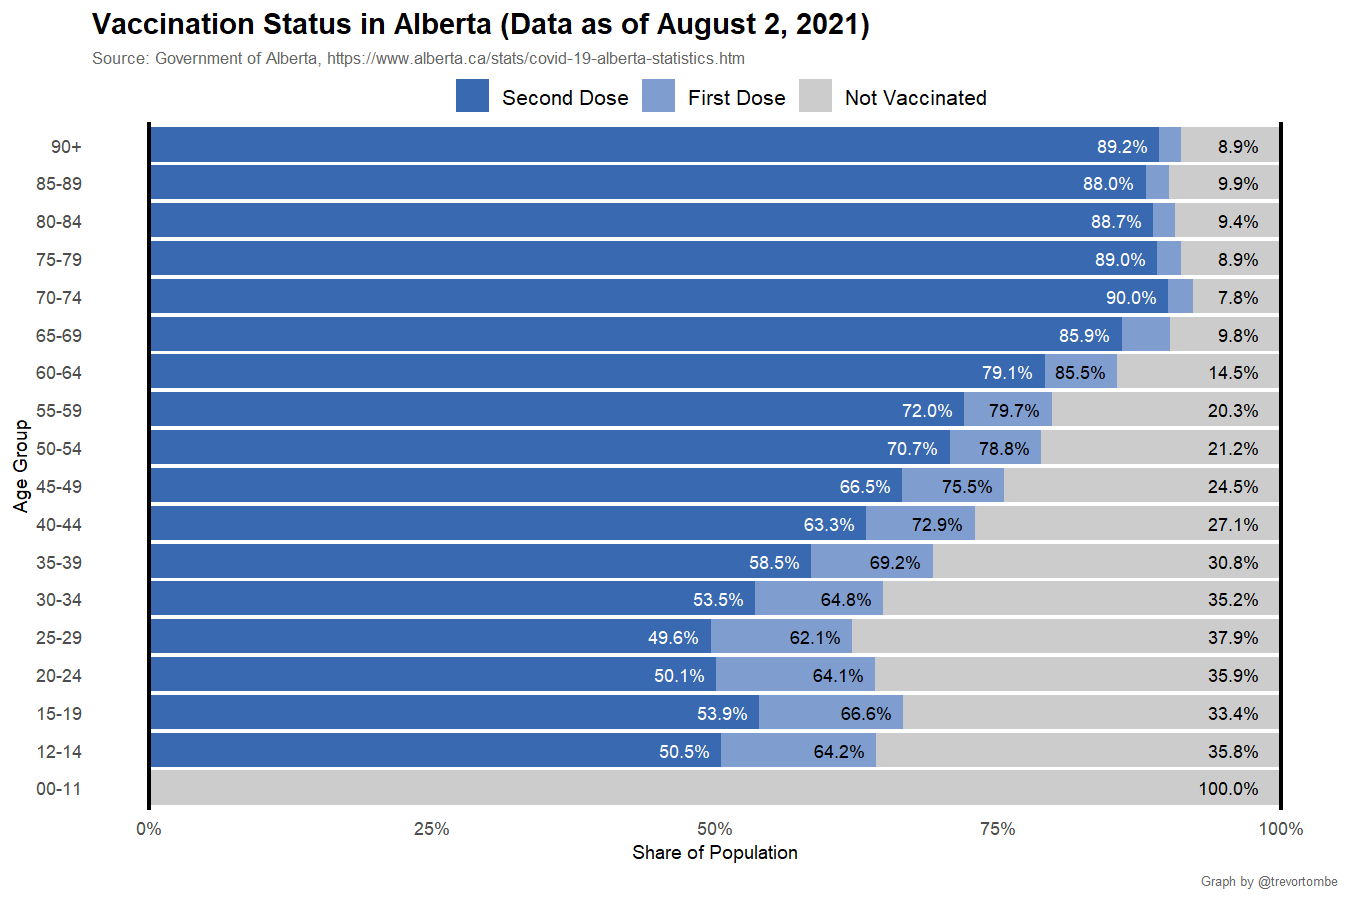 Vaccination Status in Alberta (Data as of August 2, 2021)
Source: Government of Alberta, https://www.alberta.ca/stats/covid-19-alberta-statistics.htm
Second Dose First Dose Not Vaccinated
90+ 89.2% 8.9%
85-89 88.0% 9.9%
80-84 88.7% 9.4%
75-79 89.0% 8.9%
70-74 90.0% 7.8%
65-69 85.9% 9.8%
60-64 79.1% 85.5% 14.5%
55-59 72.0% 79.7% 20.3%
50-54 70.7% 78.8% 21.2%
45-49 66.5% 75.5% 24.5%
40-44 63.3% 72.9% 27.1%
35-39 58.5% 69.2% 30.8%
30-34 53.5% 64.8% 35.2%
25-29 49.6% 62.1% 37.9%
20-24 50.1% 64.1% 35.9%
15-19 53.9% 66.6% 33.4%
12-14 50.5% 64.2% 35.8%
00-11 100.0%
Age Group
0% 25% 50% 75% 100%
Share of Population
Graph by @trevortombe